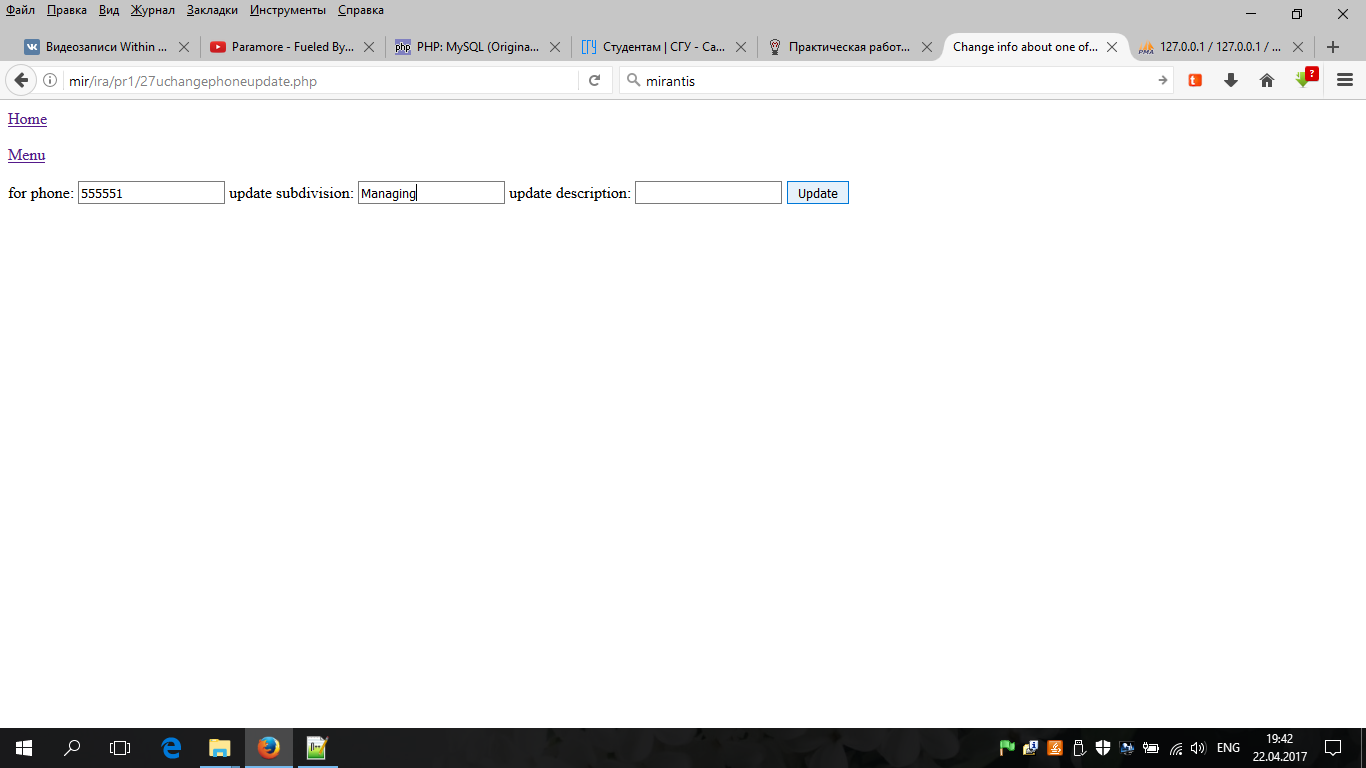 Файл Правка Вид Журнал Закладки Инструменты Справка
Видеозаписи Within ... Paramore - Fueled By... php PHP: MySQL (Origina... Студентам | СГУ - Са... Практическая работ... Change info about one of... PMA 127.0.0.1 / 127.0.0.1 / ...
mir/ira/pr1/27uchangephoneupdate.php mirantis ?
Home
Menu
for phone: 555551 update subdivision: Managing update description: Update
ENG 19:42
22.04.2017